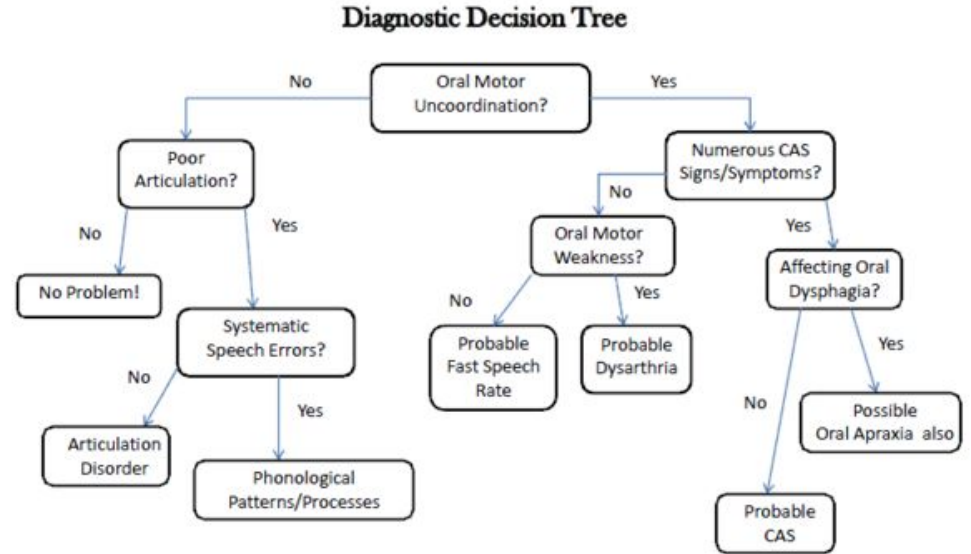 Diagnostic Decision Tree
No
Oral Motor
Uncoordination?
Yes
Poor
Articulation?
Numerous CAS
Signs/Symptoms?
No
Yes
No
Yes
No Problem!
Oral Motor
Weakness?
Affecting Oral
Dysphagia?
Systematic
Speech Errors?
No
Yes
No
Yes
Probable
Fast Speech
Rate
Probable
Dysarthria
No
Yes
Articulation
Disorder
Phonological
Patterns/Processes
Possible
Oral Apraxia also
Probable
CAS